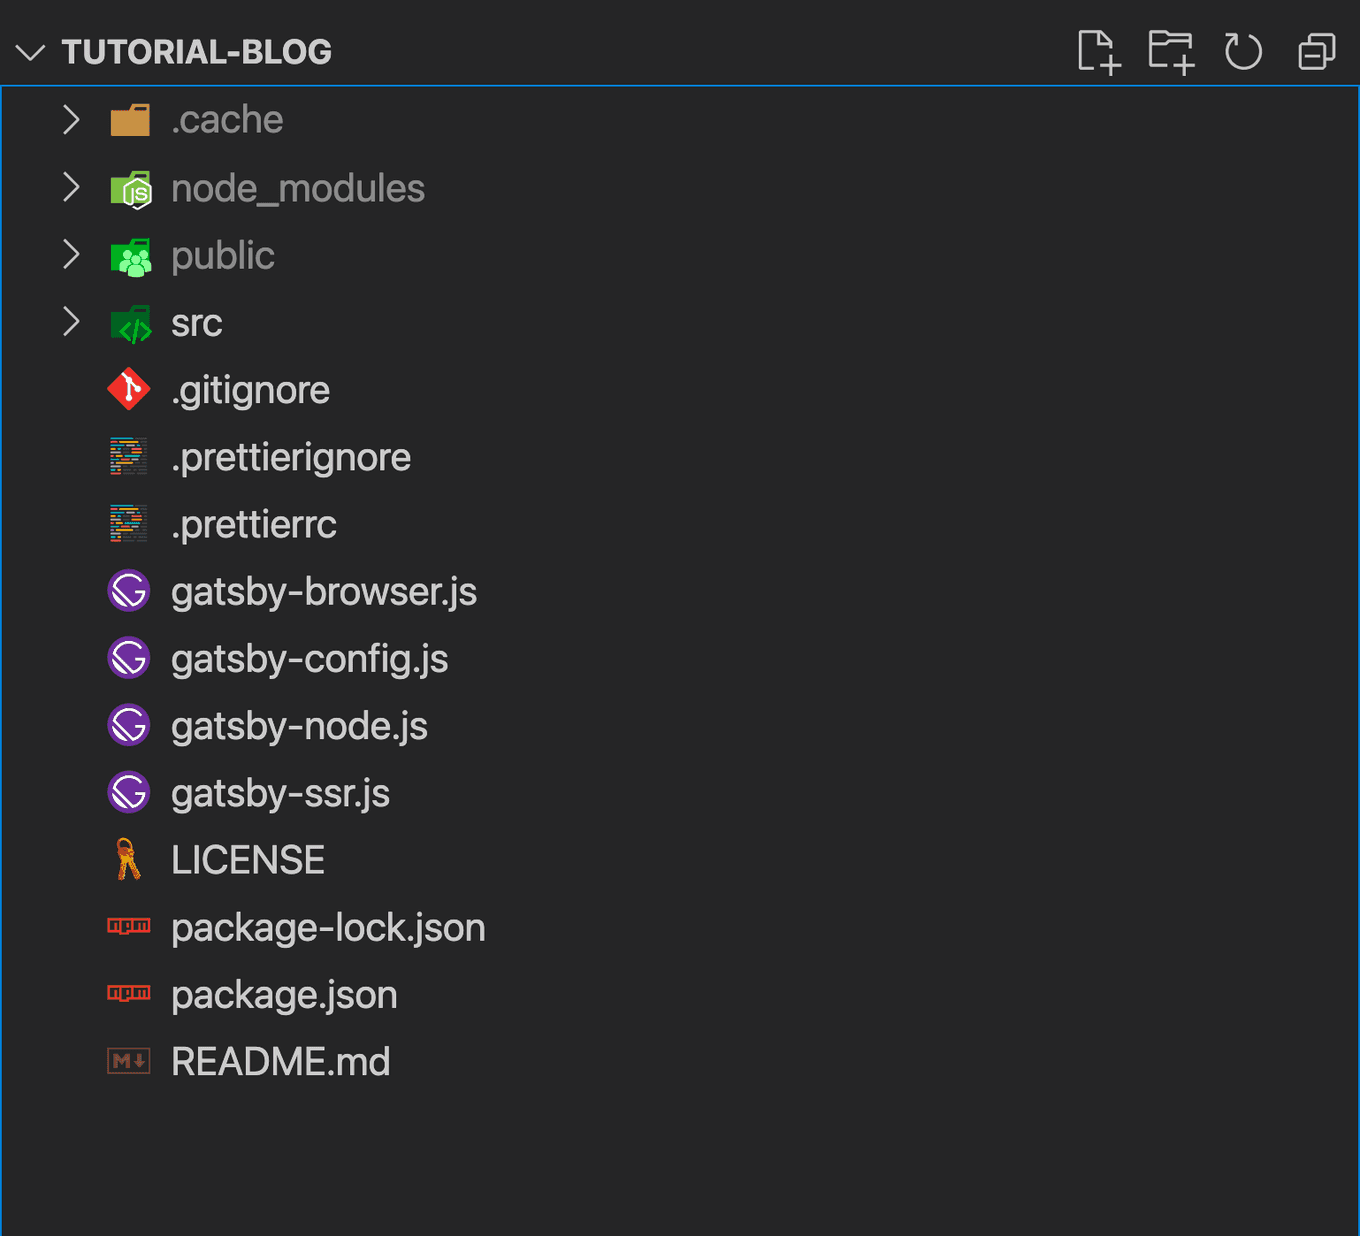 TUTORIAL-BLOG
.cache
node_modules
public
src
.gitignore
.prettierignore
.prettierrc
gatsby-browser.js
gatsby-config.js
gatsby-node.js
gatsby-ssr.js
LICENSE
package-lock.json
package.json
README.md